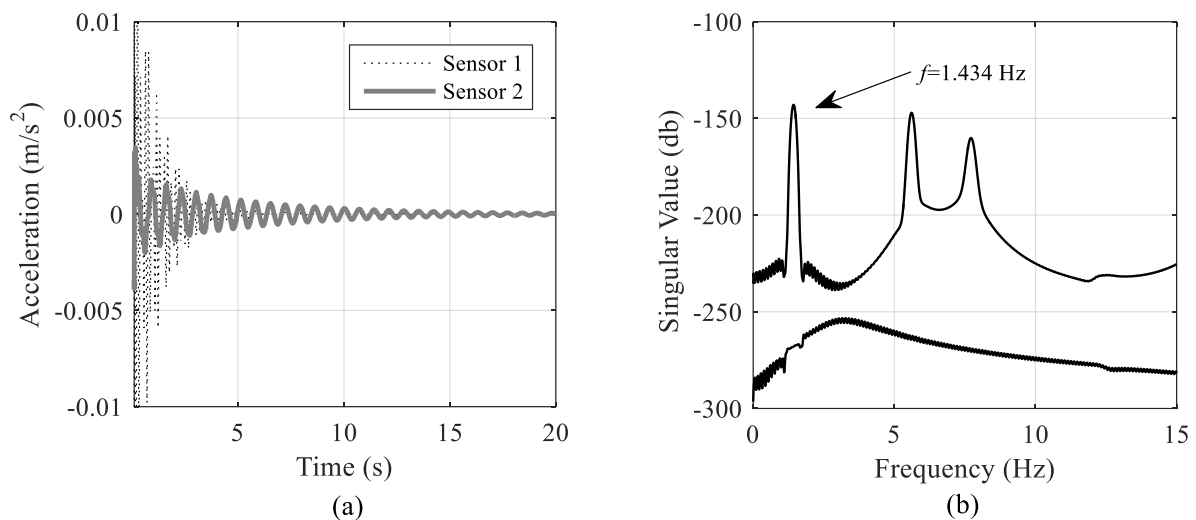 0.01
0.005
0
-0.005
-0.01
Acceleration (m/s²)
Sensor 1
Sensor 2
5 10 15 20
Time (s)
(a)
-100
-150
-200
-250
-300
Singular Value (db)
f=1.434 Hz
0 5 10 15
Frequency (Hz)
(b)